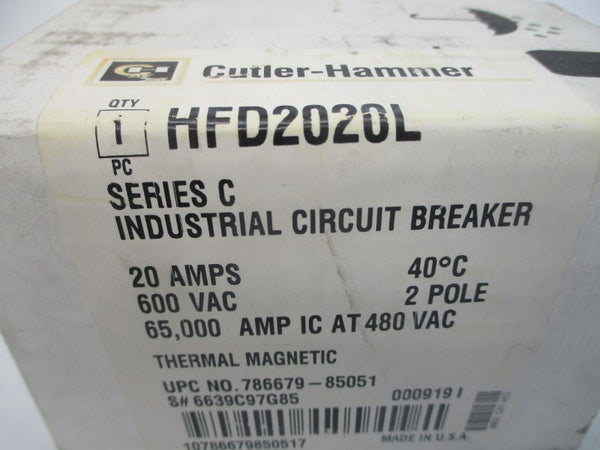 Cutler-Hammer
QTY
1
PC
HFD2020L
SERIES C
INDUSTRIAL CIRCUIT BREAKER
20 AMPS 40°C
600 VAC 2 POLE
65,000 AMP IC AT 480 VAC
THERMAL MAGNETIC
UPC NO. 786679-85051
S# 6639C97G85 000919 I
10786679850517 MADE IN U.S.A.